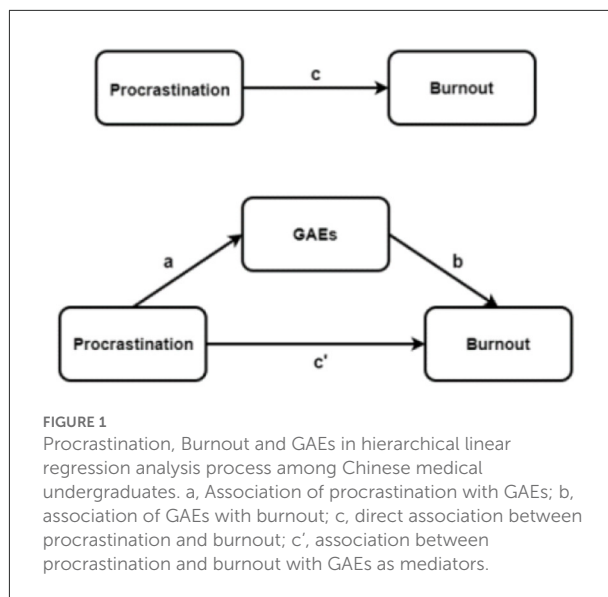 c
Procrastination
Burnout
GAEs
a
b
Procrastination
Burnout
c'
FIGURE 1
Procrastination, Burnout and GAEs in hierarchical linear
regression analysis process among Chinese medical
undergraduates. a, Association of procrastination with GAEs; b,
association of GAEs with burnout; c, direct association between
procrastination and burnout; c′, association between
procrastination and burnout with GAEs as mediators.